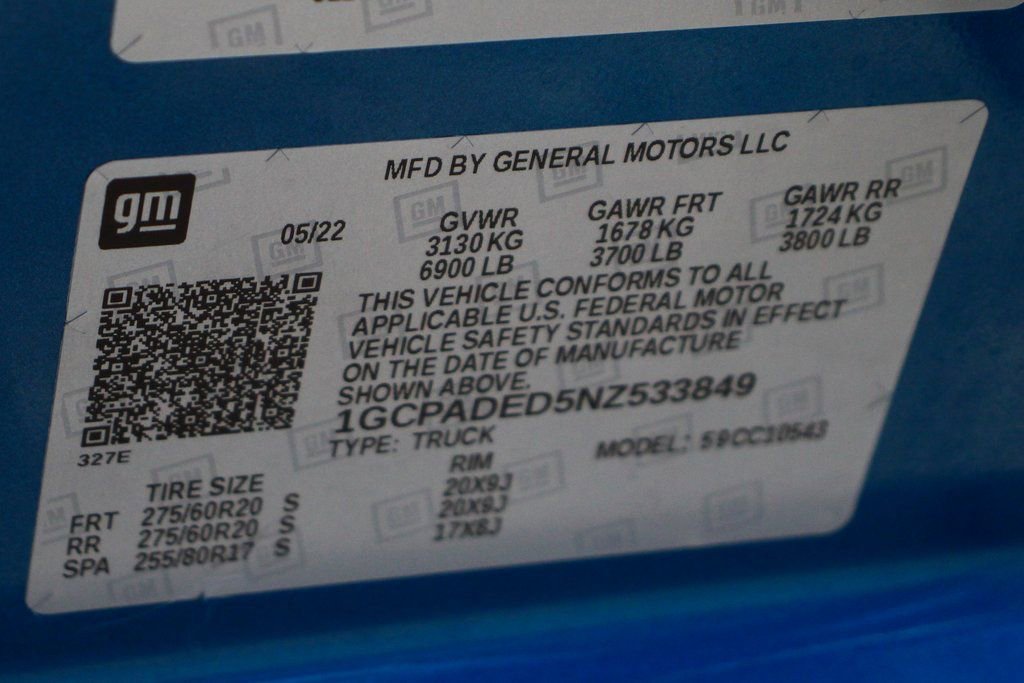 MFD BY GENERAL MOTORS LLC
gm
05/22
GVWR GAWR FRT GAWR RR
3130 KG 1678 KG 1724 KG
6900 LB 3700 LB 3800 LB
THIS VEHICLE CONFORMS TO ALL
APPLICABLE U.S. FEDERAL MOTOR
VEHICLE SAFETY STANDARDS IN EFFECT
ON THE DATE OF MANUFACTURE
SHOWN ABOVE.
1GCPADED5NZ533849
327E
TYPE: TRUCK MODEL: 59CC10543
TIRE SIZE RIM
FRT 275/60R20 S 20X9J
RR 275/60R20 S 20X9J
SPA 255/80R17 S 17X8J